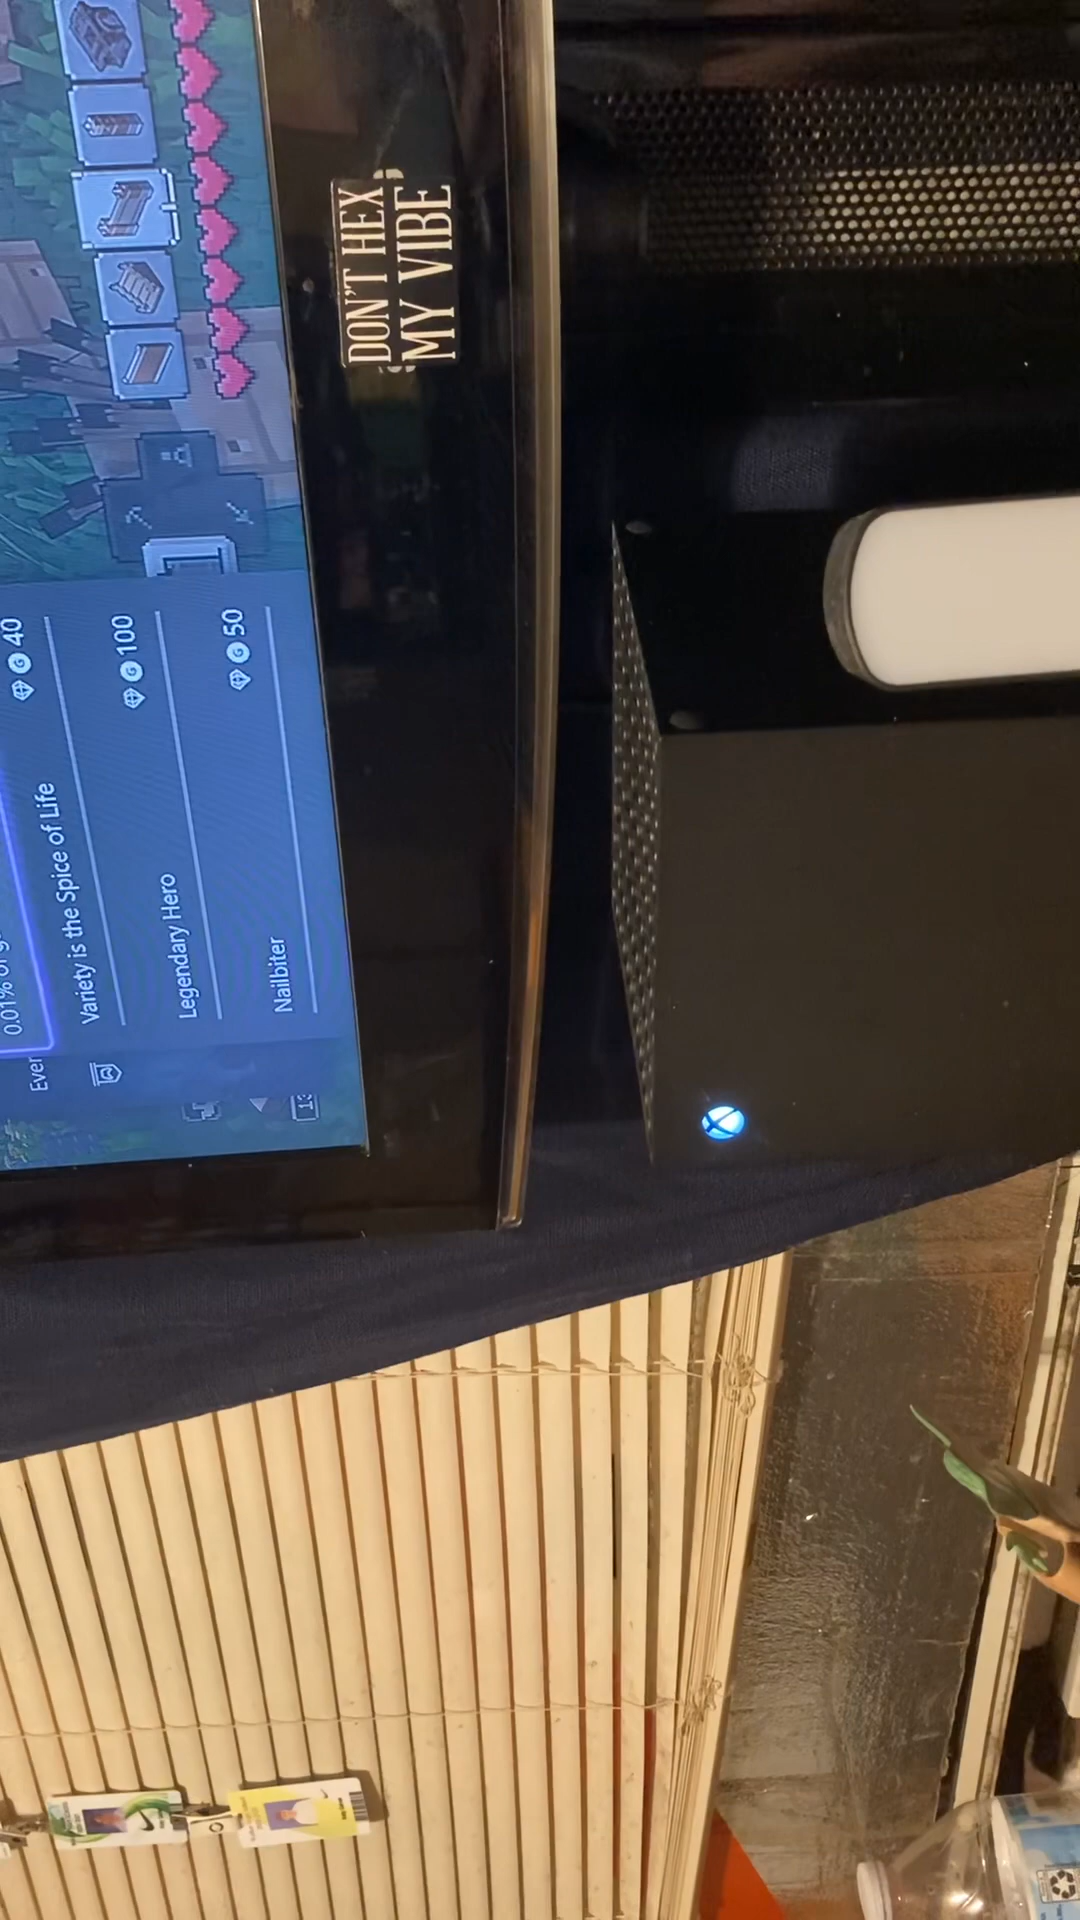 40
0.01% of g
Ever
Variety is the Spice of Life
100
Legendary Hero
50
Nailbiter
DON'T HEX
MY VIBE